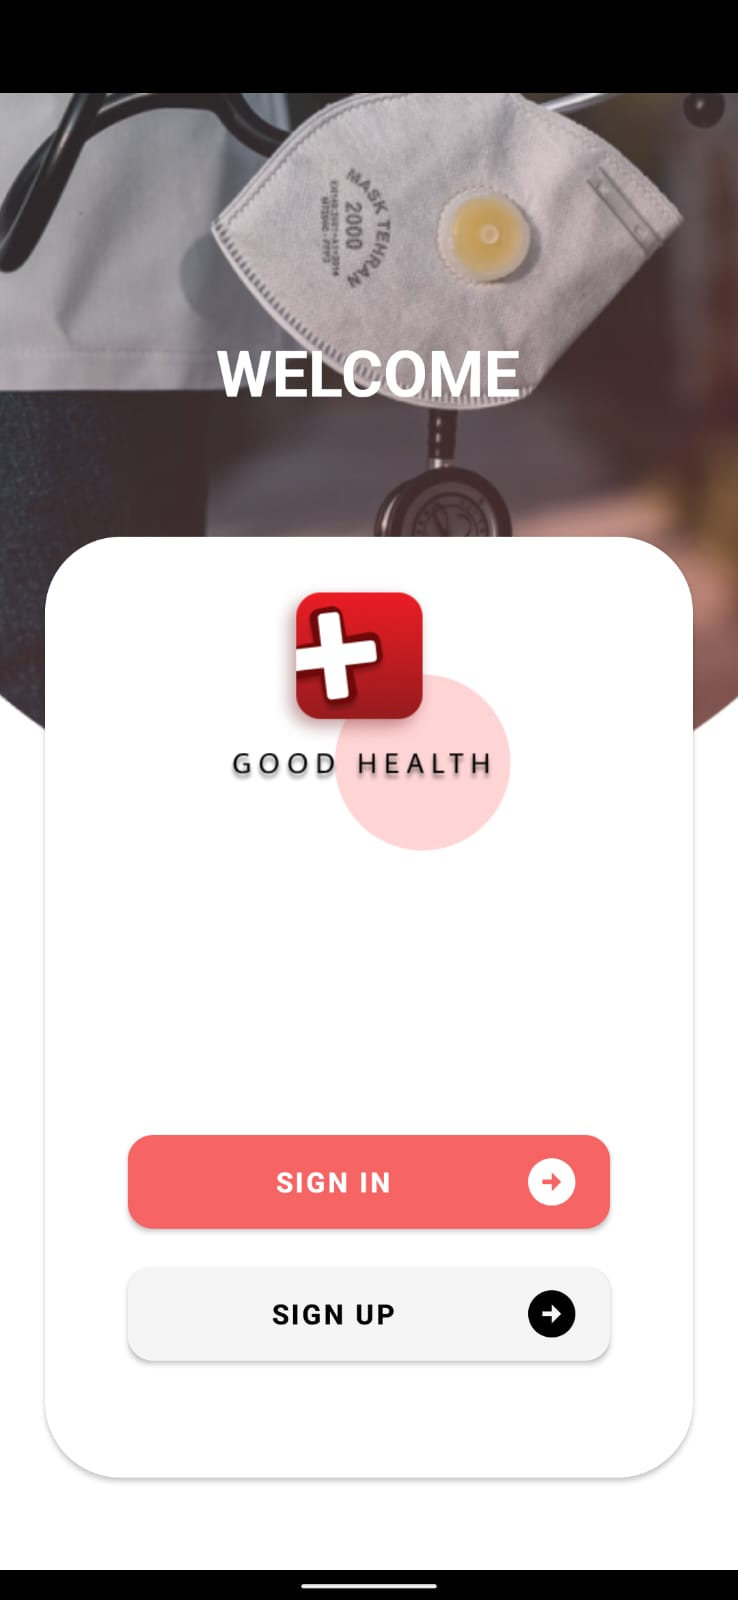 MASK TEHRAN
2000
WELCOME
GOOD HEALTH
SIGN IN
SIGN UP